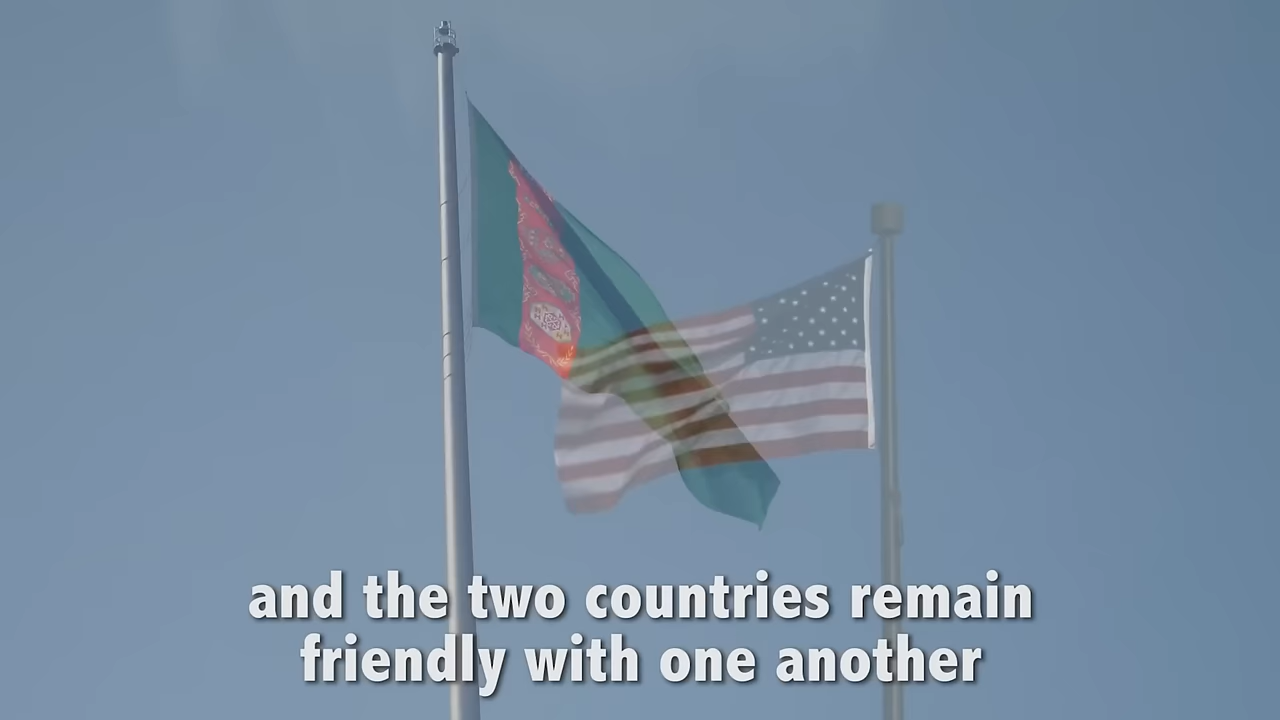 and the two countries remain
friendly with one another